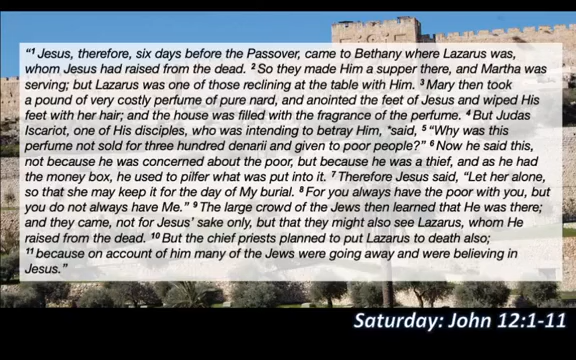 “1 Jesus, therefore, six days before the Passover, came to Bethany where Lazarus was,
whom Jesus had raised from the dead. 2 So they made Him a supper there, and Martha was
serving; but Lazarus was one of those reclining at the table with Him. 3 Mary then took
a pound of very costly perfume of pure nard, and anointed the feet of Jesus and wiped His
feet with her hair; and the house was filled with the fragrance of the perfume. 4 But Judas
Iscariot, one of His disciples, who was intending to betray Him, *said, 5 “Why was this
perfume not sold for three hundred denarii and given to poor people?” 6 Now he said this,
not because he was concerned about the poor, but because he was a thief, and as he had
the money box, he used to pilfer what was put into it. 7 Therefore Jesus said, “Let her alone,
so that she may keep it for the day of My burial. 8 For you always have the poor with you, but
you do not always have Me.” 9 The large crowd of the Jews then learned that He was there;
and they came, not for Jesus’ sake only, but that they might also see Lazarus, whom He
raised from the dead. 10 But the chief priests planned to put Lazarus to death also;
11 because on account of him many of the Jews were going away and were believing in
Jesus.”
Saturday: John 12:1-11